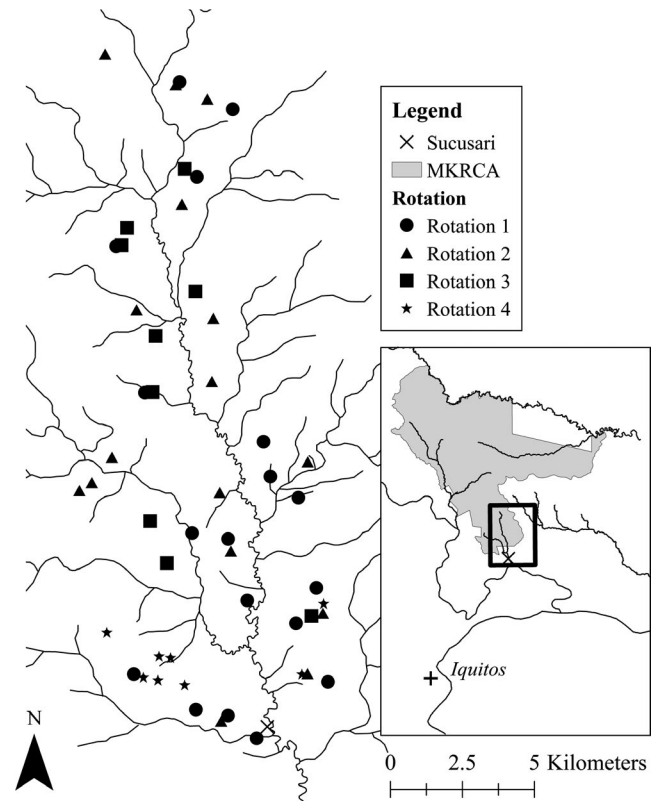 Legend
Sucusari
MKRCA
Rotation
Rotation 1
Rotation 2
Rotation 3
Rotation 4
Iquitos
N
0 2.5 5 Kilometers